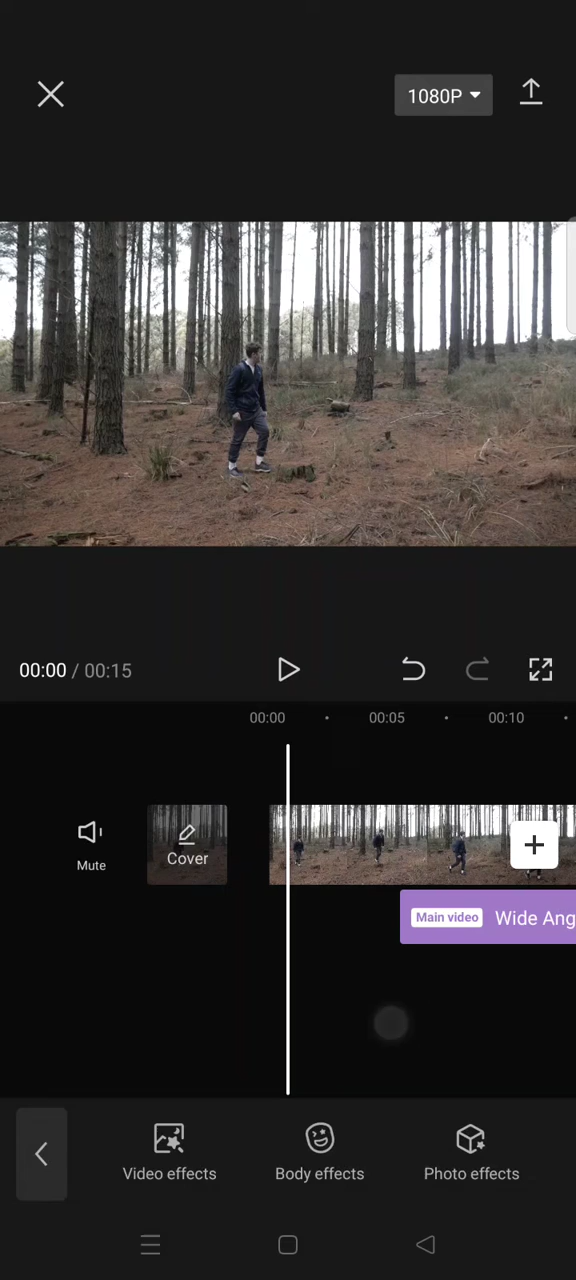 1080P
00:00 / 00:15
00:00 00:05 00:10
Mute
Cover
Main video Wide Ang
Video effects Body effects Photo effects